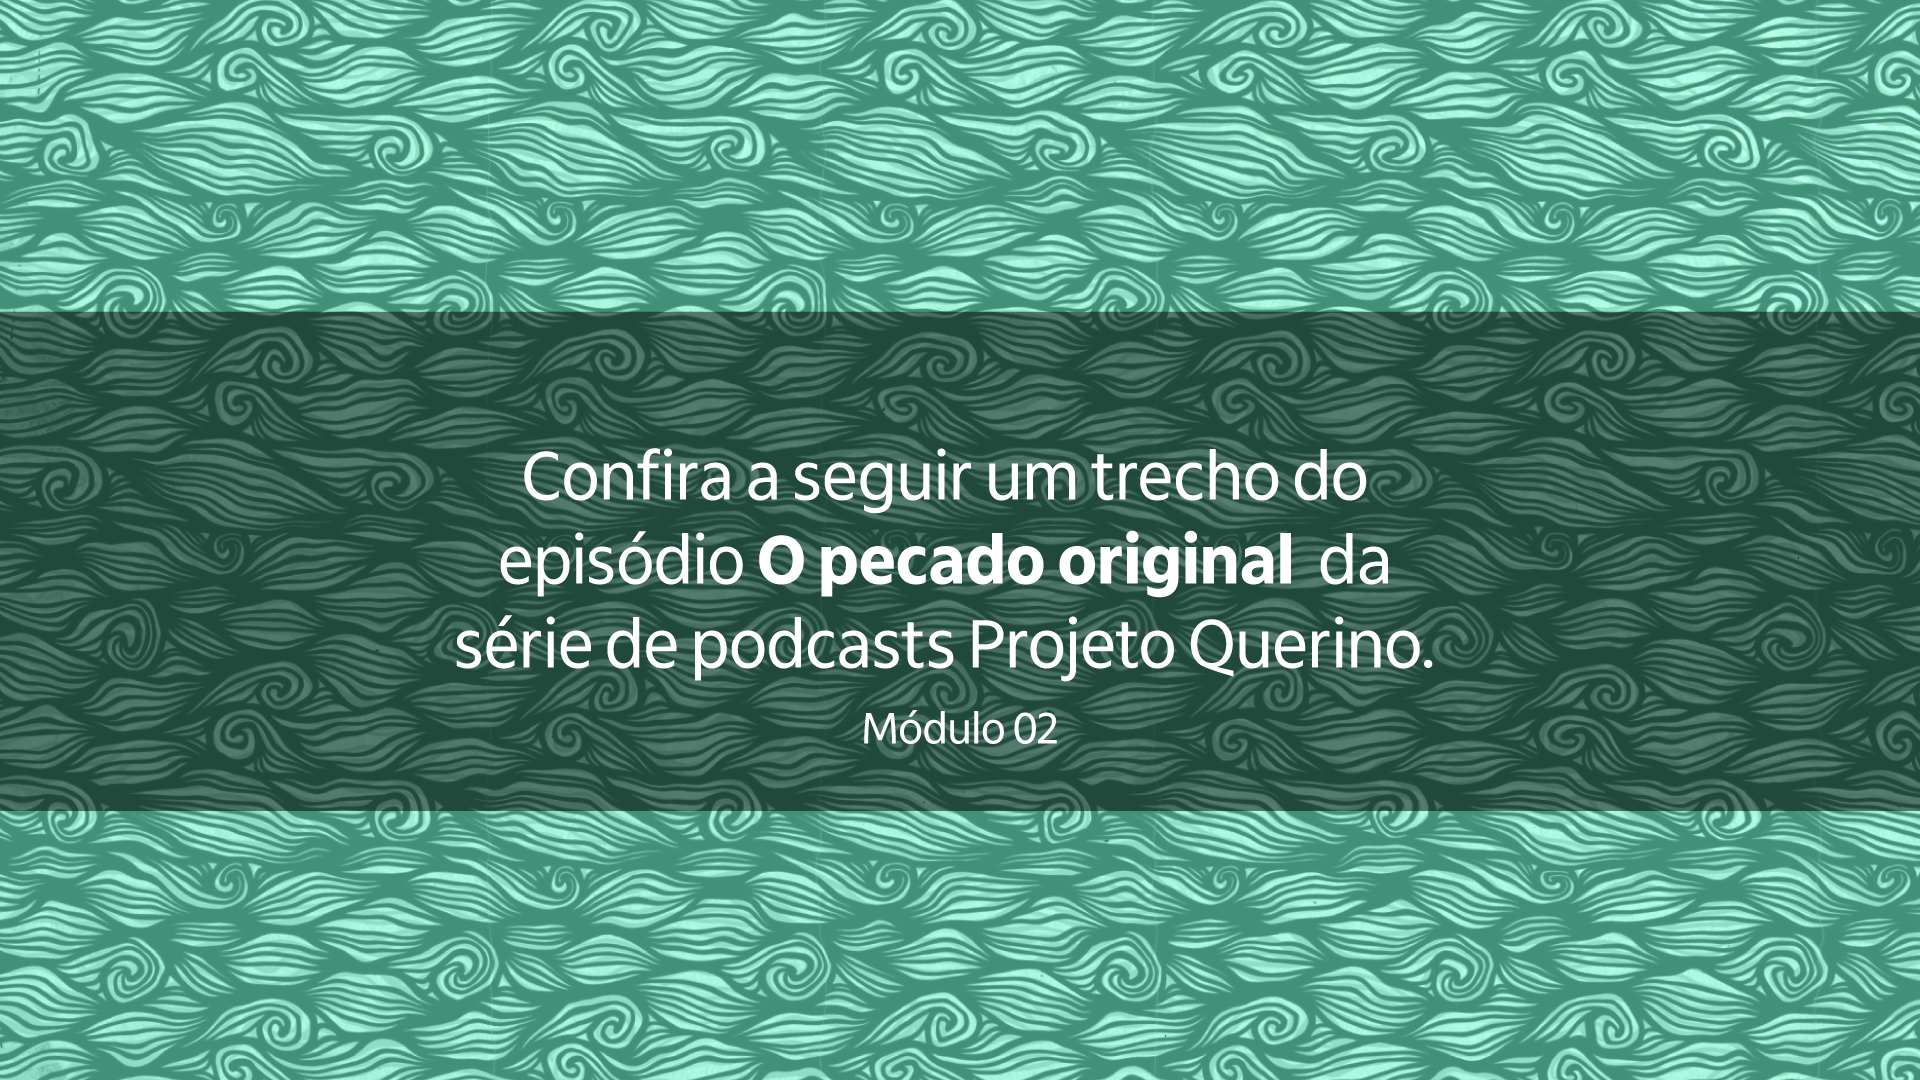 Confira a seguir um trecho do
episódio O pecado original da
série de podcasts Projeto Querino.
Módulo 02